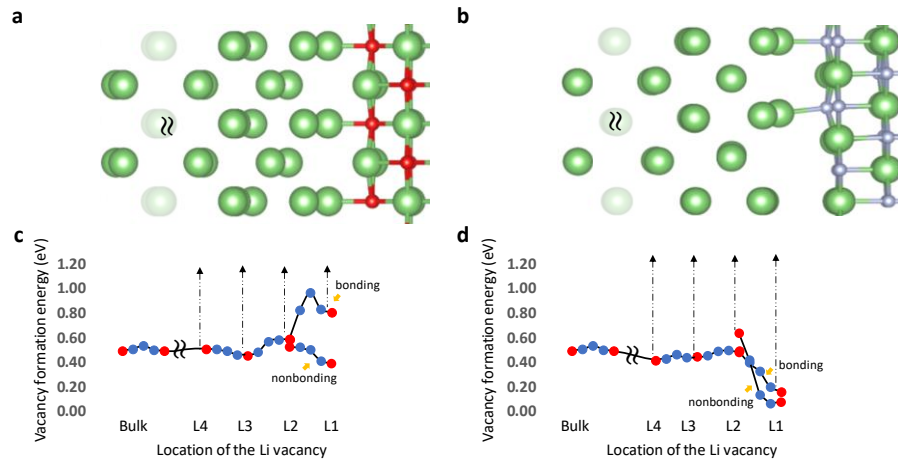 a
b
c
d
Vacancy formation energy (eV)
1.20
1.00
0.80
0.60
0.40
0.20
0.00
bonding
nonbonding
Bulk L4 L3 L2 L1
Location of the Li vacancy
Vacancy formation energy (eV)
1.20
1.00
0.80
0.60
0.40
0.20
0.00
bonding
nonbonding
Bulk L4 L3 L2 L1
Location of the Li vacancy